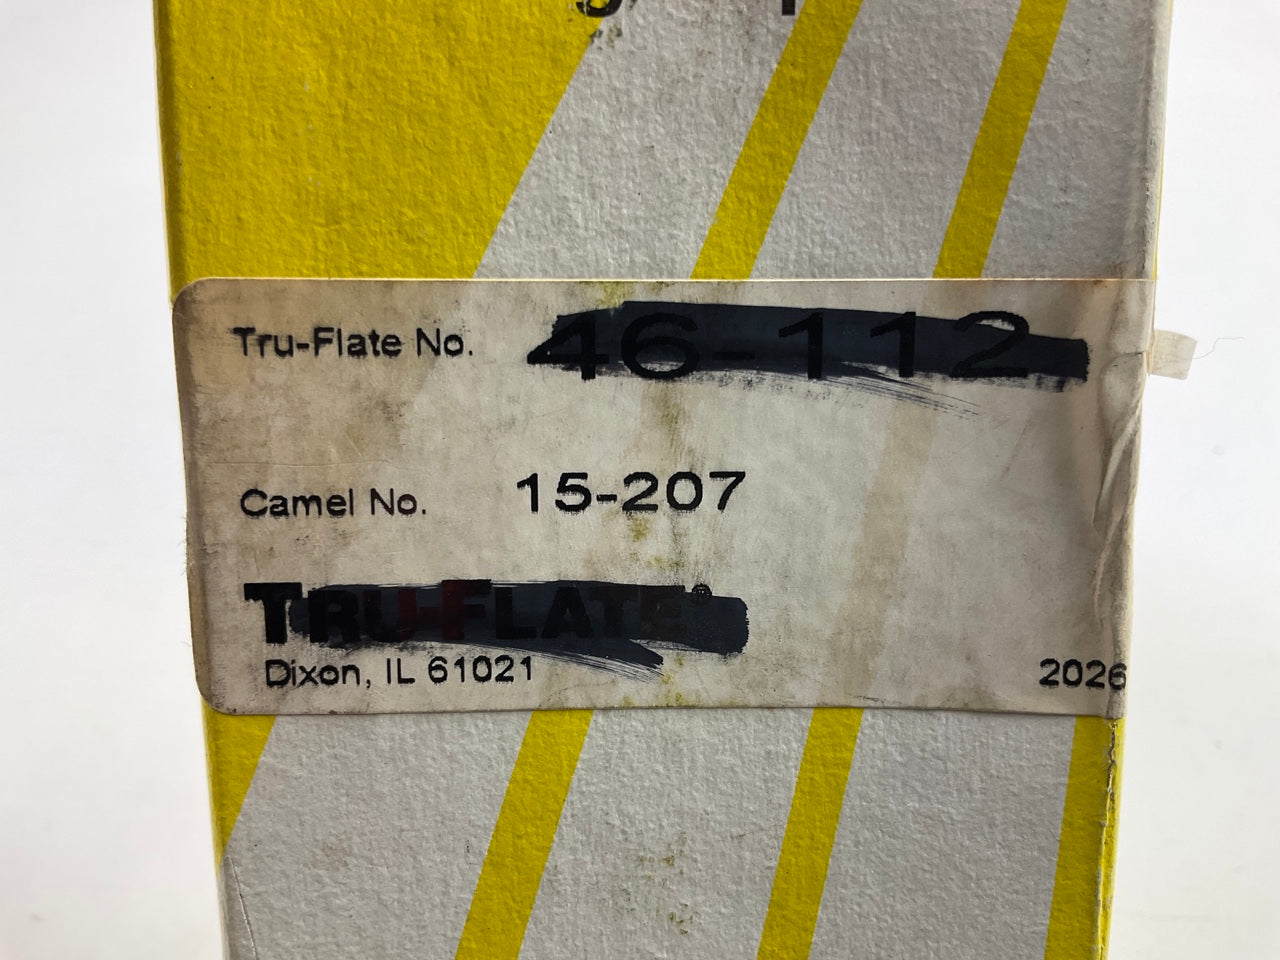 Tru-Flate No. 46-112
Camel No. 15-207
TRU-FLATE®
Dixon, IL 61021
2026